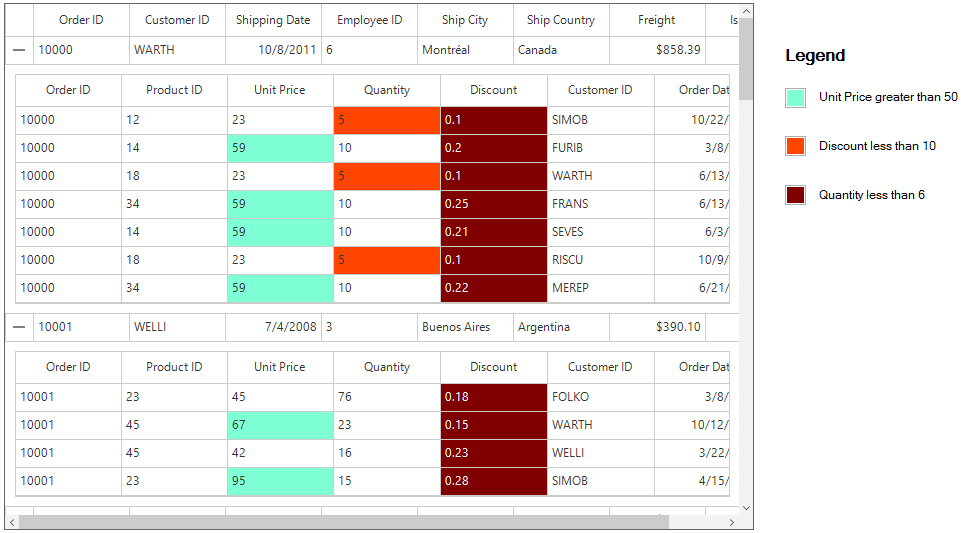 Order ID Customer ID Shipping Date Employee ID Ship City Ship Country Freight Is
10000 WARTH 10/8/2011 6 Montréal Canada $858.39
Order ID Product ID Unit Price Quantity Discount Customer ID Order Dat
10000 12 23 5 0.1 SIMOB 10/22/
10000 14 59 10 0.2 FURIB 3/8/
10000 18 23 5 0.1 WARTH 6/13/
10000 34 59 10 0.25 FRANS 6/13/
10000 14 59 10 0.21 SEVES 6/3/
10000 18 23 5 0.1 RISCU 10/9/
10000 34 59 10 0.22 MEREP 6/21/
10001 WELLI 7/4/2008 3 Buenos Aires Argentina $390.10
Order ID Product ID Unit Price Quantity Discount Customer ID Order Dat
10001 23 45 76 0.18 FOLKO 3/8/
10001 45 67 23 0.15 WARTH 10/12/
10001 45 42 16 0.23 WELLI 3/22/
10001 23 95 15 0.28 SIMOB 4/15/
Legend
Unit Price greater than 50
Discount less than 10
Quantity less than 6